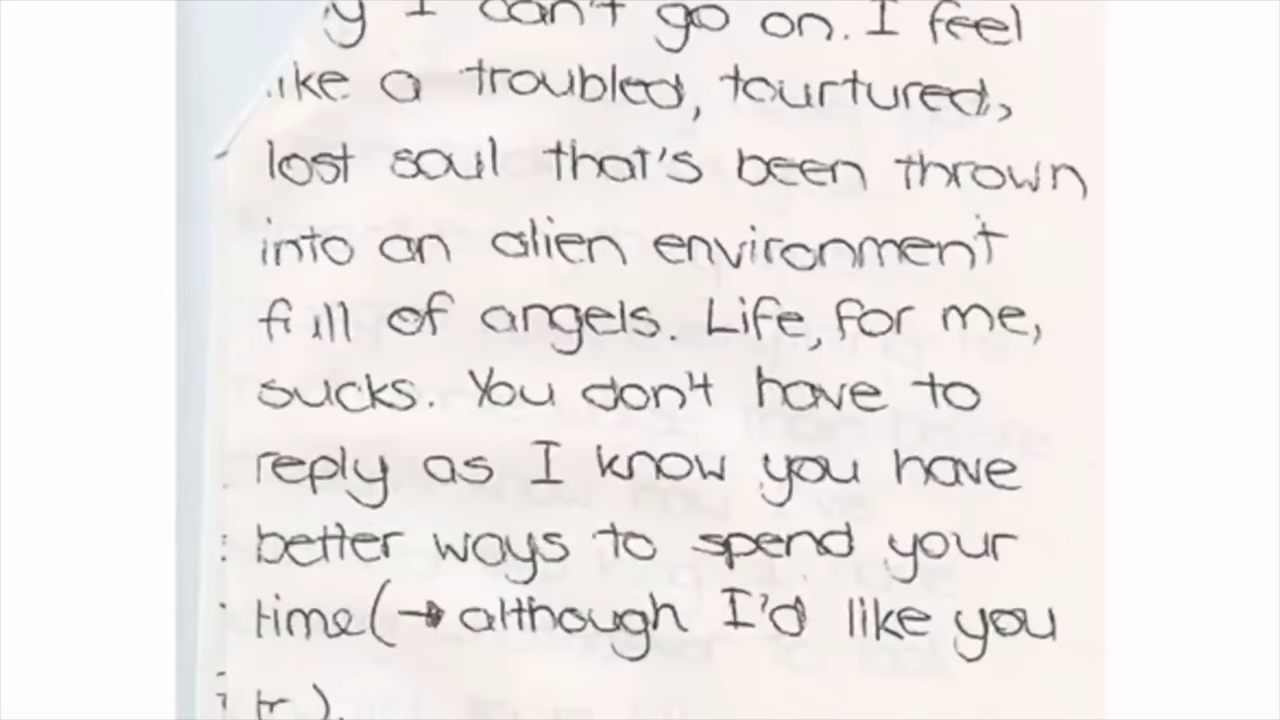 I can't go on. I feel
like a troubled, tourtured,
lost soul that's been thrown
into an alien environment
full of angels. Life, for me,
sucks. You don't have to
reply as I know you have
better ways to spend your
time (→ although I'd like you